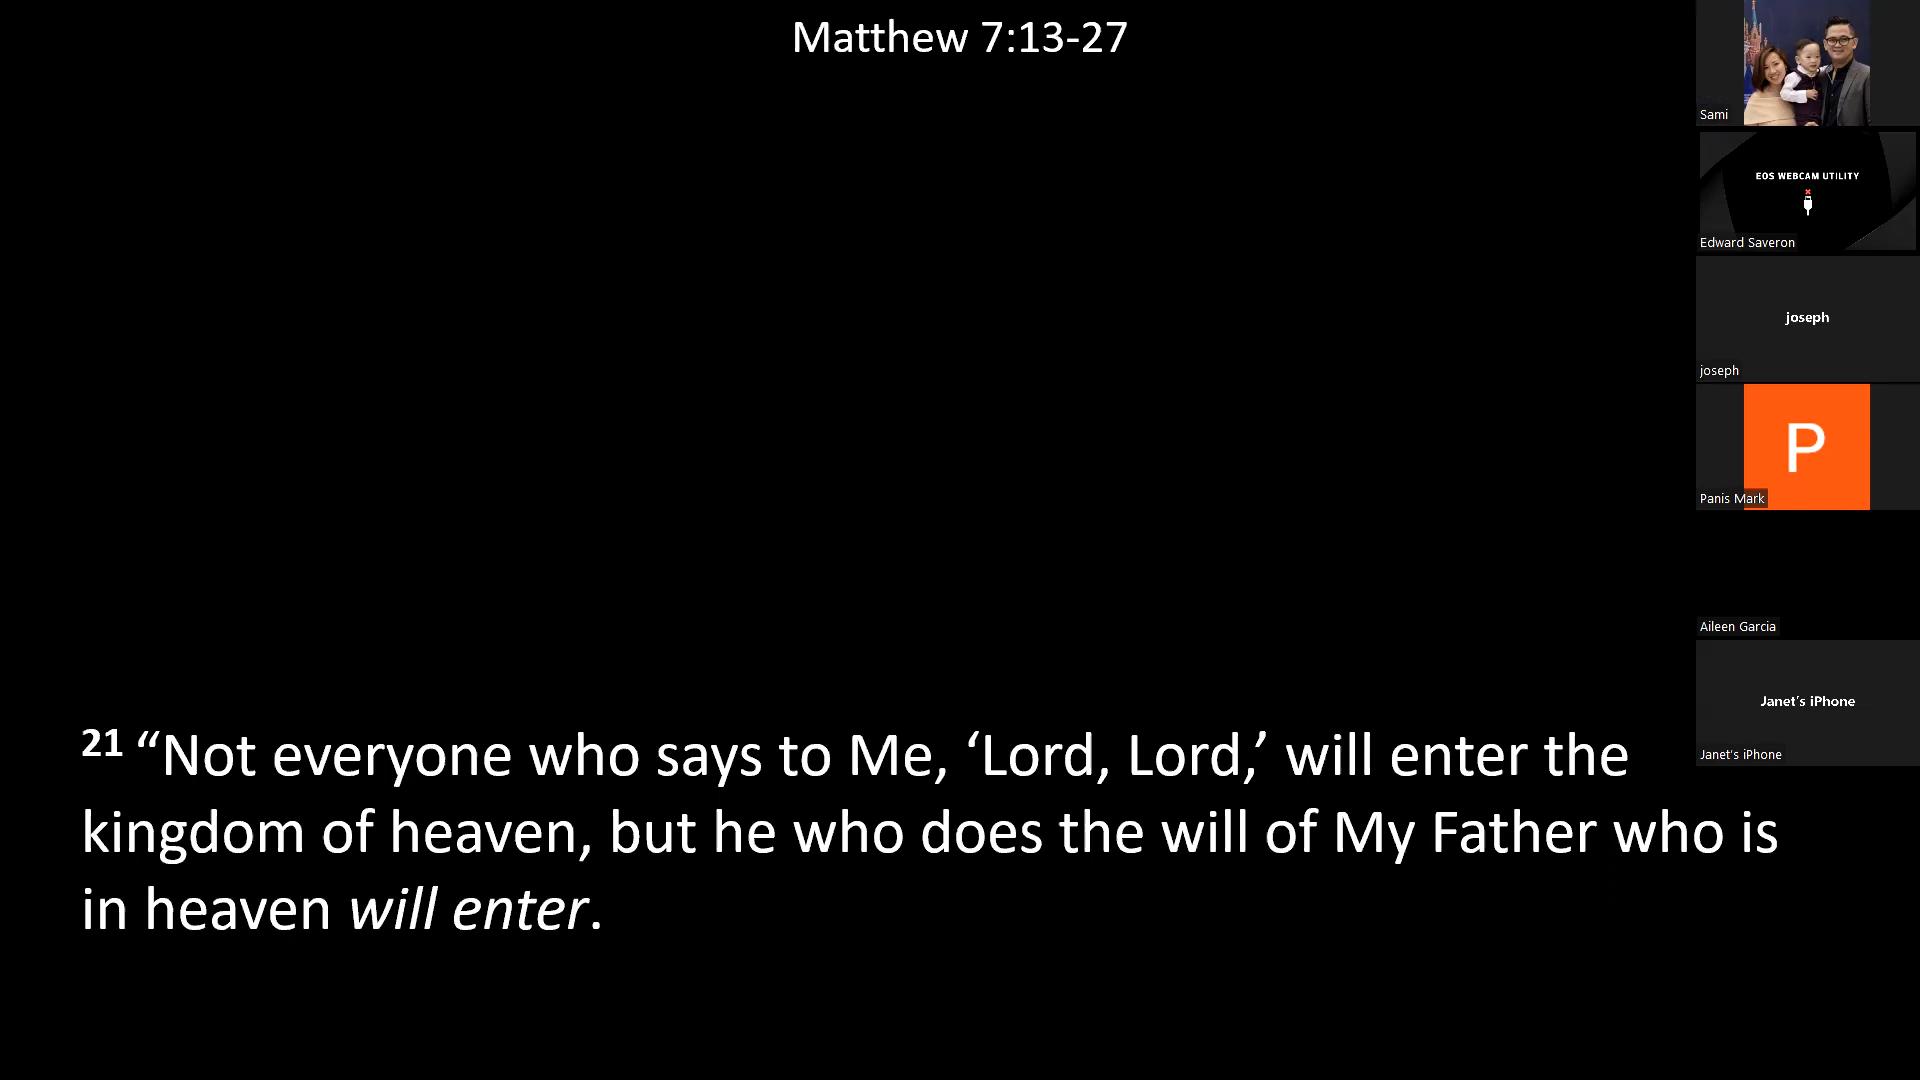 Matthew 7:13-27
Sami
EOS WEBCAM UTILITY
Edward Saveron
joseph
joseph
P
Panis Mark
Aileen Garcia
Janet's iPhone
Janet's iPhone
21 “Not everyone who says to Me, ‘Lord, Lord,’ will enter the
kingdom of heaven, but he who does the will of My Father who is
in heaven will enter.